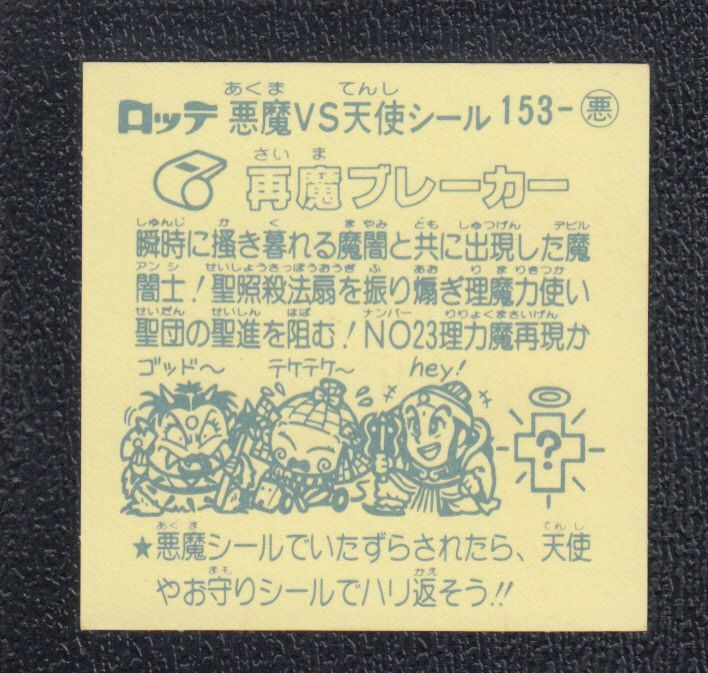 あくま てんし
ロッテ 悪魔VS天使シール 153-悪
さいま
再魔ブレーカー
しゅんじ か く まやみ とも しゅつげん デビル
瞬時に掻き暮れる魔闇と共に出現した魔
アンシ せいしょうさっぽうおうぎ ふ あお りまりきつか
闇士!聖照殺法扇を振り煽ぎ理魔力使い
せいだん せいしん はば ナンバー りりょくまさいげん
聖団の聖進を阻む!NO23理力魔再現か
ゴッド〜 テケテケ〜 hey!
?
あくま てんし
★悪魔シールでいたずらされたら、天使
まも かえ
やお守りシールでハリ返そう!!